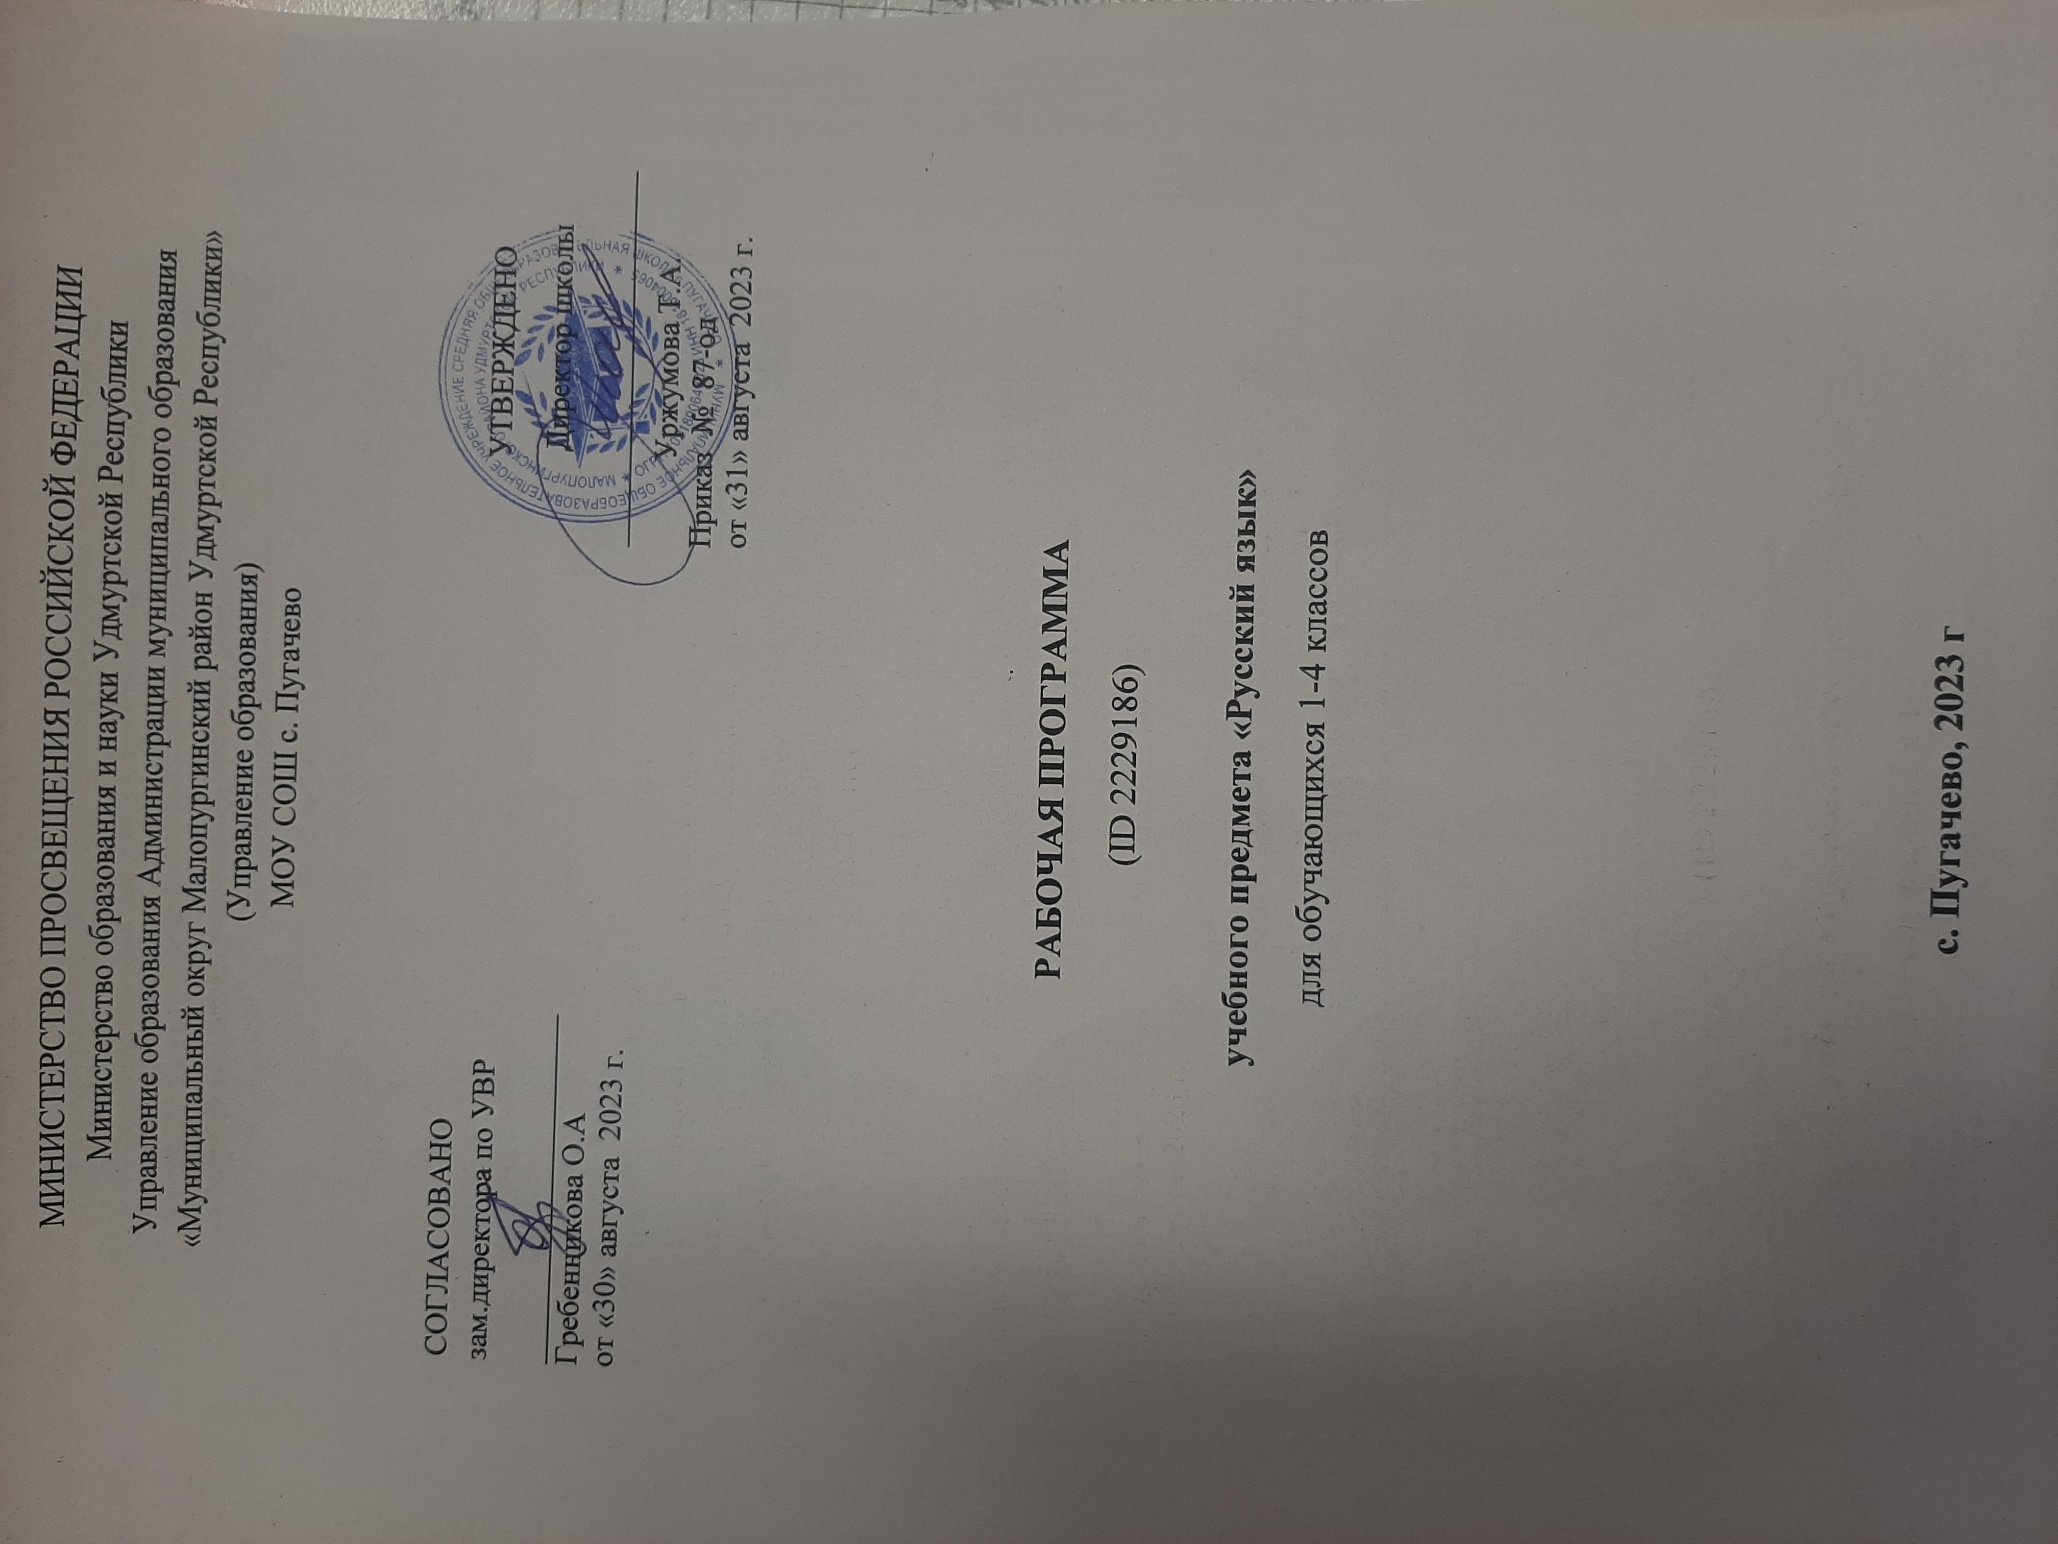 МИНИСТЕРСТВО ПРОСВЕЩЕНИЯ РОССИЙСКОЙ ФЕДЕРАЦИИ
Министерство образования и науки Удмуртской Республики
Управление образования Администрации муниципального образования
«Муниципальный округ Малопургинский район Удмуртской Республики»
(Управление образования)
МОУ СОШ с. Пугачево
СОГЛАСОВАНО
зам.директора по УВР
Гребенникова О.А
от «30» августа 2023 г.
УТВЕРЖДЕНО
Директор школы
Уржумова Т.А.
Приказ № 87-од
от «31» августа 2023 г.
РАБОЧАЯ ПРОГРАММА
(ID 2229186)
учебного предмета «Русский язык»
для обучающихся 1-4 классов
с. Пугачево, 2023 г